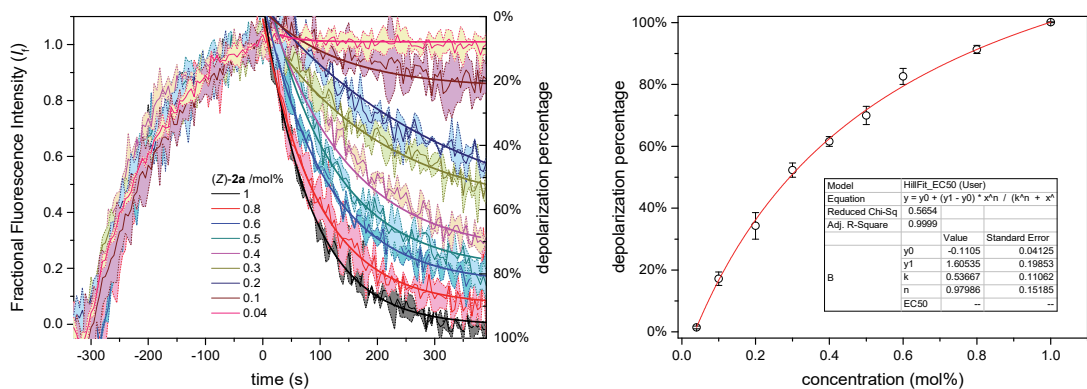 Fractional Fluorescence Intensity (Iₗ)
1.0
0.8
0.6
0.4
0.2
0.0
-300 -200 -100 0 100 200 300
time (s)
0%
20%
40%
60%
80%
100%
depolarization percentage
(Z)-2a /mol%
1
0.8
0.6
0.5
0.4
0.3
0.2
0.1
0.04
depolarization percentage
100%
80%
60%
40%
20%
0%
0.0 0.2 0.4 0.6 0.8 1.0
concentration (mol%)
Model HillFit_EC50 (User)
Equation y = y0 + (y1 - y0) * x^n / (k^n + x^
Reduced Chi-Sq 0.5654
Adj. R-Square 0.9999
Value Standard Error
B
y0 -0.1105 0.04125
y1 1.60535 0.19853
k 0.53667 0.11062
n 0.97986 0.15185
EC50 -- --